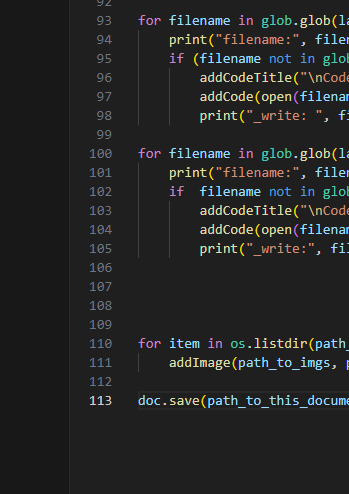 92
93 for filename in glob.glob(la
94 print("filename:", filen
95 if (filename not in glob
96 addCodeTitle("\nCode
97 addCode(open(filenam
98 print("_write: ", fi
99
100 for filename in glob.glob(la
101 print("filename:", filen
102 if  filename not in glob
103 addCodeTitle("\nCode
104 addCode(open(filenam
105 print("_write:", fil
106
107
108
109
110 for item in os.listdir(path_
111 addImage(path_to_imgs, p
112
113 doc.save(path_to_this_docume